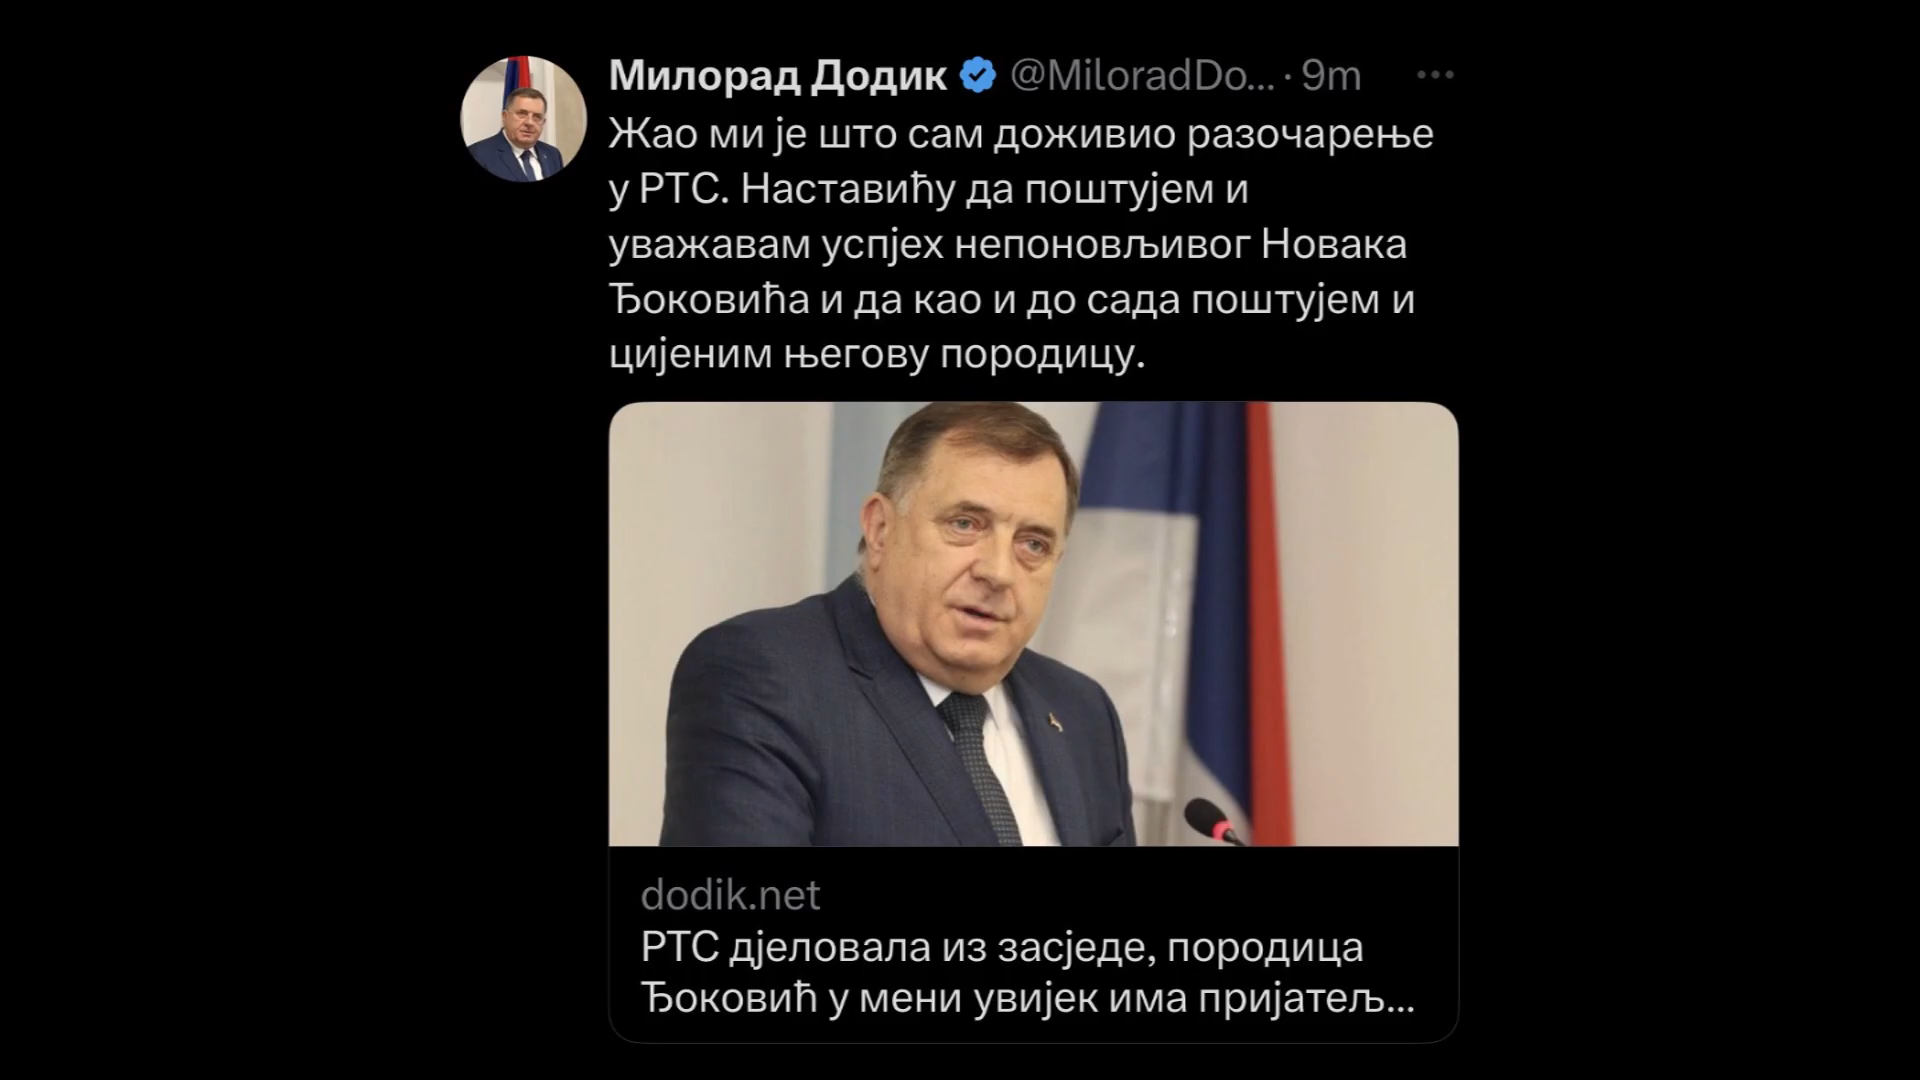 Милорад Додик @MiloradDo... · 9m
Жао ми је што сам доживио разочарење
у РТС. Наставићу да поштујем и
уважавам успјех непоновљивог Новака
Ђоковића и да као и до сада поштујем и
цијеним његову породицу.
dodik.net
РТС дјеловала из засједе, породица
Ђоковић у мени увијек има пријатељ...